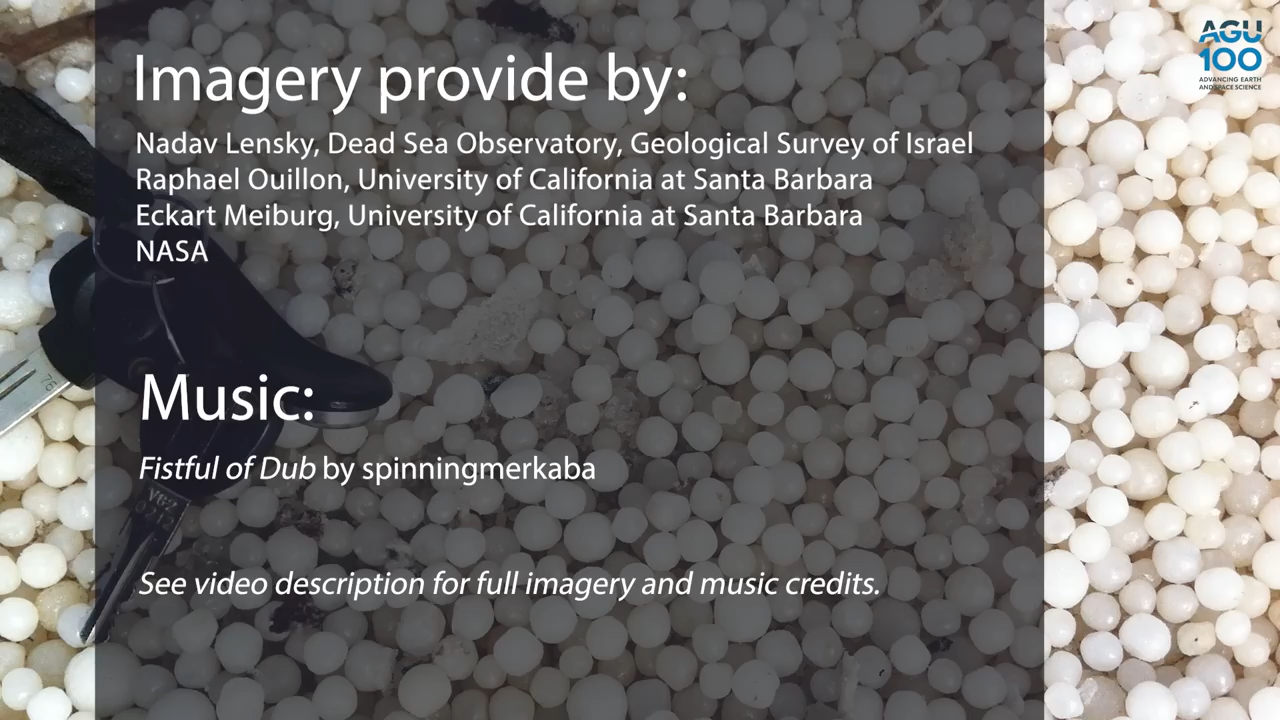 AGU
100
ADVANCING EARTH
AND SPACE SCIENCE
Imagery provide by:
Nadav Lensky, Dead Sea Observatory, Geological Survey of Israel
Raphael Ouillon, University of California at Santa Barbara
Eckart Meiburg, University of California at Santa Barbara
NASA
76
Music:
Fistful of Dub by spinningmerkaba
See video description for full imagery and music credits.